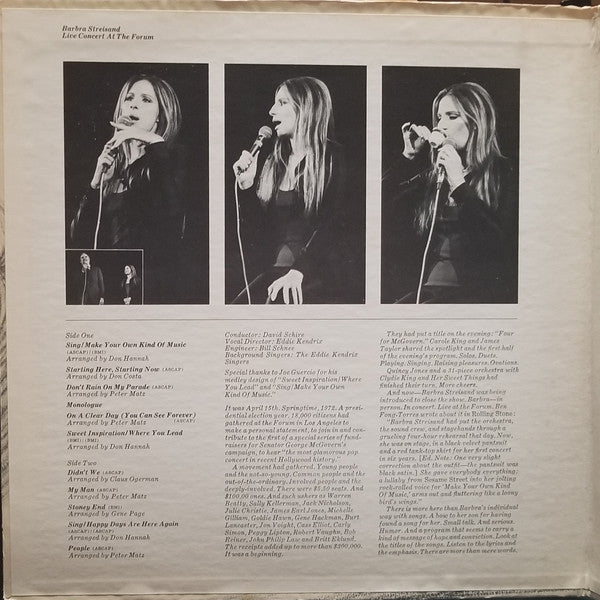 Barbra Streisand
Live Concert At The Forum
Side One
Sing/Make Your Own Kind Of Music
(ASCAP) (BMI)
Arranged by Don Hannah
Starting Here, Starting Now (ASCAP)
Arranged by Don Costa
Don't Rain On My Parade (ASCAP)
Arranged by Peter Matz
Monologue
On A Clear Day (You Can See Forever)
Arranged by Peter Matz (ASCAP)
Sweet Inspiration/Where You Lead
(BMI) (BMI)
Arranged by Don Hannah
Side Two
Didn't We (ASCAP)
Arranged by Claus Ogerman
My Man (ASCAP)
Arranged by Peter Matz
Stoney End (BMI)
Arranged by Gene Page
Sing/Happy Days Are Here Again
(ASCAP) (ASCAP)
Arranged by Don Hannah
People (ASCAP)
Arranged by Peter Matz
Conductor: David Shire
Vocal Director: Eddie Kendrix
Engineer: Bill Schnee
Background Singers: The Eddie Kendrix
Singers
Special thanks to Joe Guercio for his
medley design of "Sweet Inspiration/Where
You Lead" and "Sing/Make Your Own
Kind Of Music."
It was April 15th. Springtime, 1972. A pres-
idential election year. 18,000 citizens had
gathered at the Forum in Los Angeles to
make a personal statement, to join and con-
tribute to the first of a special series of fund-
raisers for Senator George McGovern's
campaign, to hear "the most glamorous pop
concert in recent Hollywood history."
A movement had gathered. Young people
and the not-so-young. Common people and the
out-of-the-ordinary. Involved people and the
deeply-involved. There were $5.50 seats. And
$100.00 ones. And such ushers as Warren
Beatty, Sally Kellerman, Jack Nicholson,
Julie Christie, James Earl Jones, Michelle
Gilliam, Goldie Hawn, Gene Hackman, Burt
Lancaster, Jon Voight, Cass Elliot, Carly
Simon, Peggy Lipton, Robert Vaughn, Rob
Reiner, John Philip Law and Britt Ekland.
The receipts added up to more than $300,000.
It was a beginning.
They had put a title on the evening: "Four
for McGovern." Carole King and James
Taylor shared the spotlight and the first half
of the evening's program. Solos. Duets.
Playing. Singing. Raising pleasures. Ovations.
Quincy Jones and a 31-piece orchestra with
Clydie King and Her Sweet Things had
finished their turn. More cheers.
And now—Barbra Streisand was being
introduced to close the show. Barbra—in
person. In concert. Live at the Forum. Ben
Fong-Torres wrote about it in Rolling Stone:
"Barbra Streisand had put the orchestra,
the sound crew, and stagehands through a
grueling four-hour rehearsal that day. Now,
she was on stage, in a black velvet pantsuit
and a red tank-top shirt for her first concert
in six years. [Ed. Note: One very slight
correction about the outfit—the pantsuit was
black satin.] She gave everybody everything:
a lullaby from Sesame Street into her jolting
rock-rolled voice for 'Make Your Own Kind
Of Music,' arms out and fluttering like a loony
bird's wings."
There is more here than Barbra's individual
way with songs. A how to her son for having
found a song for her. Small talk. And serious.
Humor. And a program that seems to carry a
kind of message of hope and conviction. Look at
the titles of the songs. Listen to the lyrics and
the emphasis. There are more than mere words.